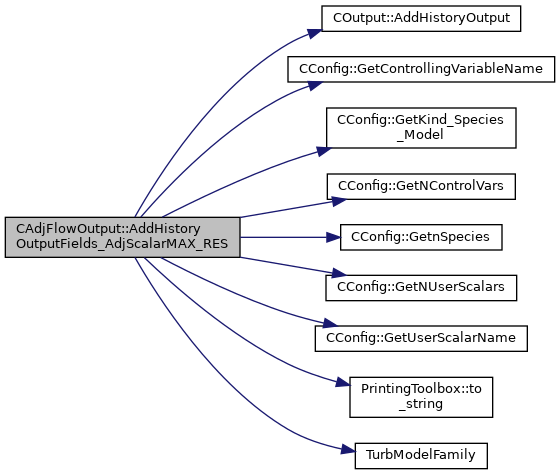 COutput::AddHistoryOutput
CConfig::GetControllingVariableName
CConfig::GetKind_Species
_Model
CConfig::GetNControlVars
CAdjFlowOutput::AddHistory
OutputFields_AdjScalarMAX_RES
CConfig::GetnSpecies
CConfig::GetNUserScalars
CConfig::GetUserScalarName
PrintingToolbox::to
_string
TurbModelFamily